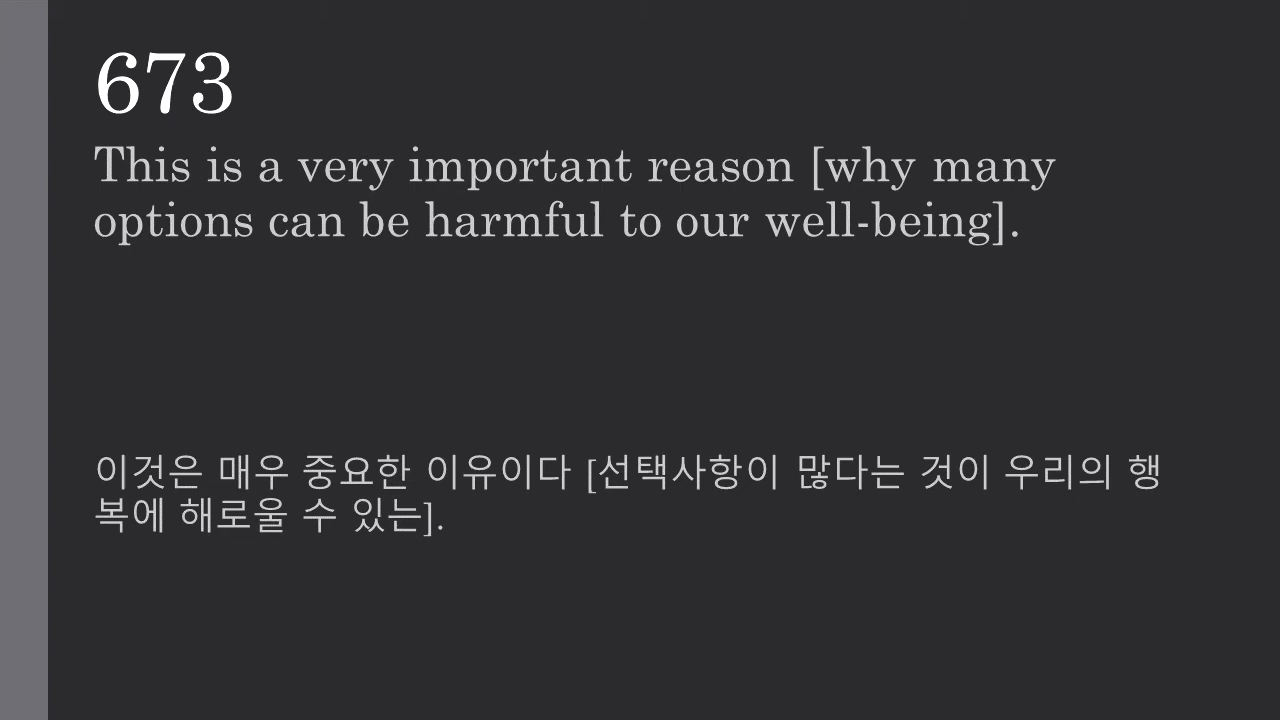 673
This is a very important reason [why many
options can be harmful to our well-being].
이것은 매우 중요한 이유이다 [선택사항이 많다는 것이 우리의 행
복에 해로울 수 있는].